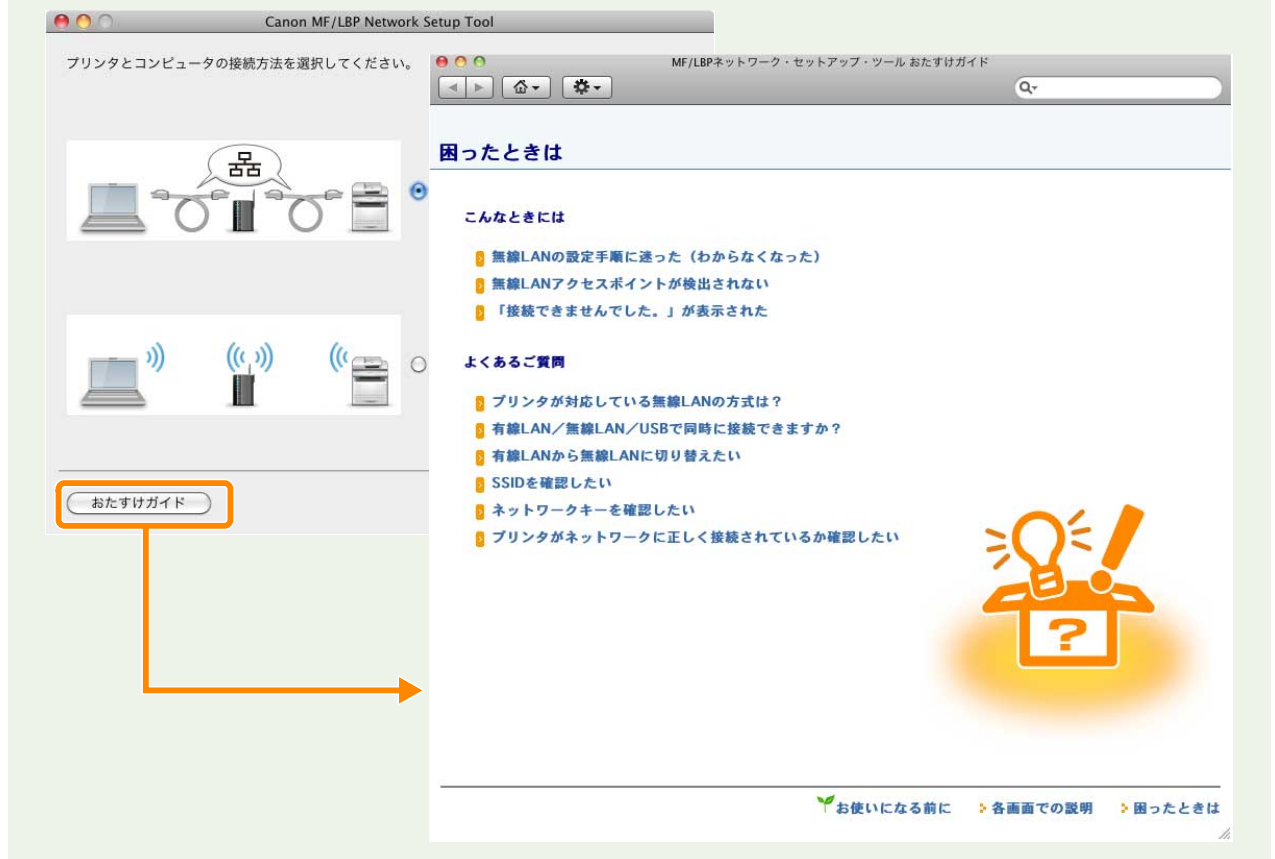 Canon MF/LBP Network Setup Tool
プリンタとコンピュータの接続方法を選択してください。
おたすけガイド
MF/LBPネットワーク・セットアップ・ツール おたすけガイド
困ったときは
こんなときには
無線LANの設定手順に迷った（わからなくなった）
無線LANアクセスポイントが検出されない
「接続できませんでした。」が表示された
よくあるご質問
プリンタが対応している無線LANの方式は？
有線LAN／無線LAN／USBで同時に接続できますか？
有線LANから無線LANに切り替えたい
SSIDを確認したい
ネットワークキーを確認したい
プリンタがネットワークに正しく接続されているか確認したい
?
お使いになる前に 各画面での説明 困ったときは